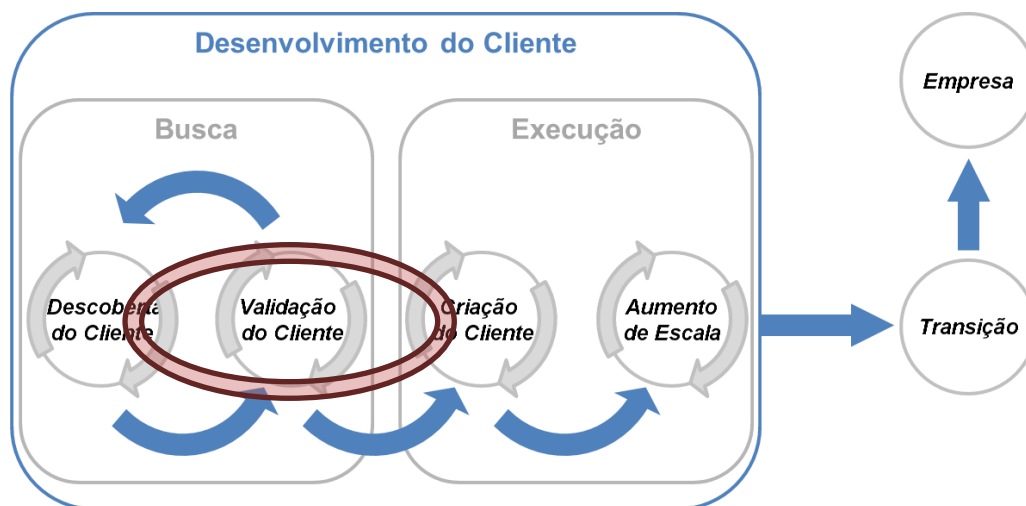 Desenvolvimento do Cliente
Busca
Execução
Descoberta
do Cliente
Validação
do Cliente
Criação
do Cliente
Aumento
de Escala
Empresa
Transição